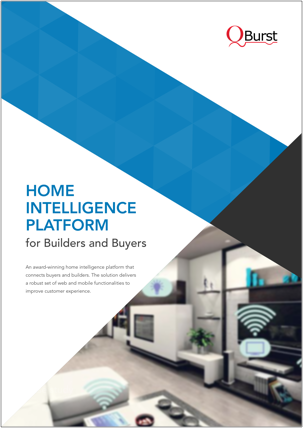 QBurst
HOME
INTELLIGENCE
PLATFORM
for Builders and Buyers
An award-winning home intelligence platform that
connects buyers and builders. The solution delivers
a robust set of web and mobile functionalities to
improve customer experience.